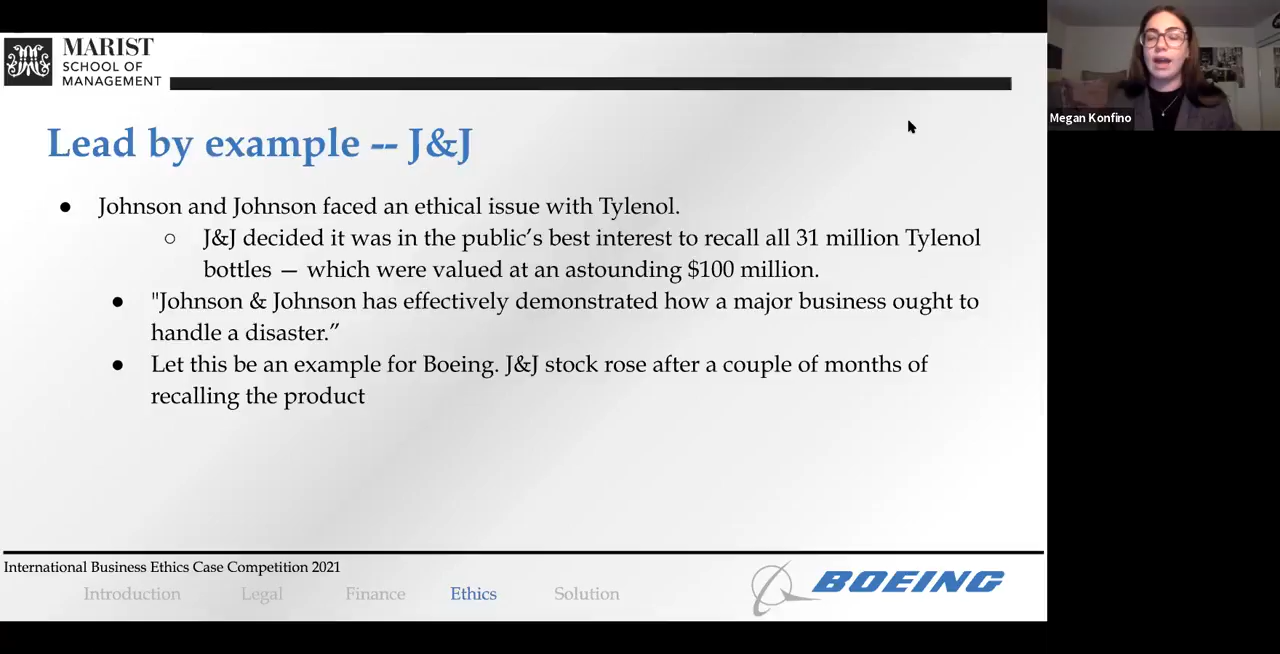 MARIST
SCHOOL OF
MANAGEMENT
Lead by example -- J&J
● Johnson and Johnson faced an ethical issue with Tylenol.
○ J&J decided it was in the public’s best interest to recall all 31 million Tylenol
bottles — which were valued at an astounding $100 million.
● "Johnson & Johnson has effectively demonstrated how a major business ought to
handle a disaster.”
● Let this be an example for Boeing. J&J stock rose after a couple of months of
recalling the product
International Business Ethics Case Competition 2021
Introduction Legal Finance Ethics Solution
BOEING
Megan Konfino